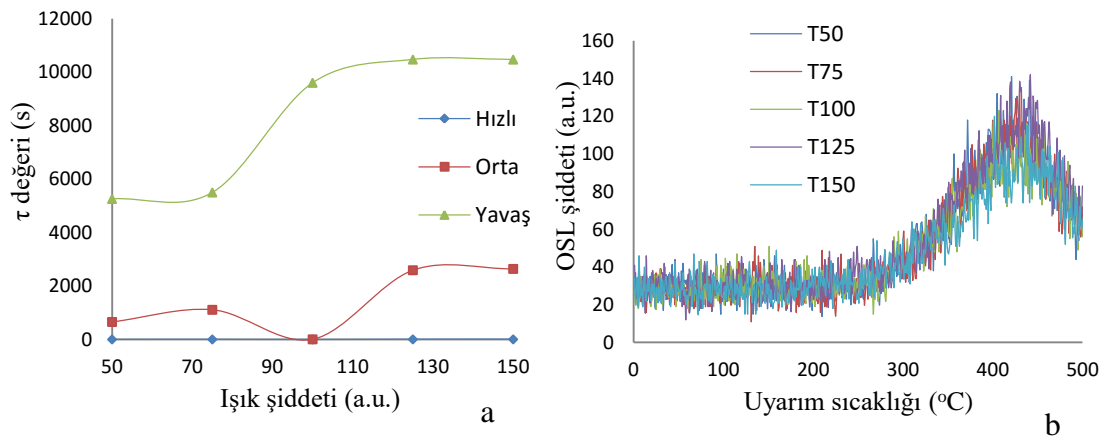 12000
10000
8000
6000
4000
2000
0
50
70
90
110
130
150
τ değeri (s)
Işık şiddeti (a.u.)
Hızlı
Orta
Yavaş
a
160
140
120
100
80
60
40
20
0
0
100
200
300
400
500
OSL şiddeti (a.u.)
Uyarım sıcaklığı (°C)
T50
T75
T100
T125
T150
b